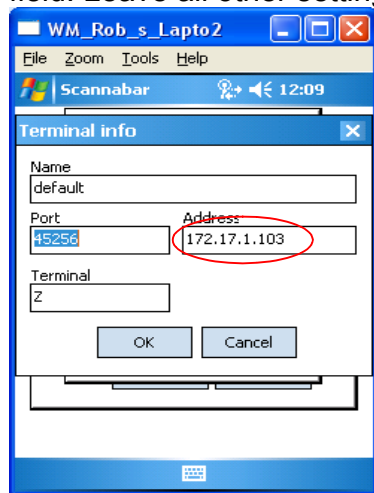 WM_Rob_s_Lapto2
File Zoom Tools Help
Scannabar 12:09
Terminal info
Name
default
Port Address
45256 172.17.1.103
Terminal
Z
OK Cancel